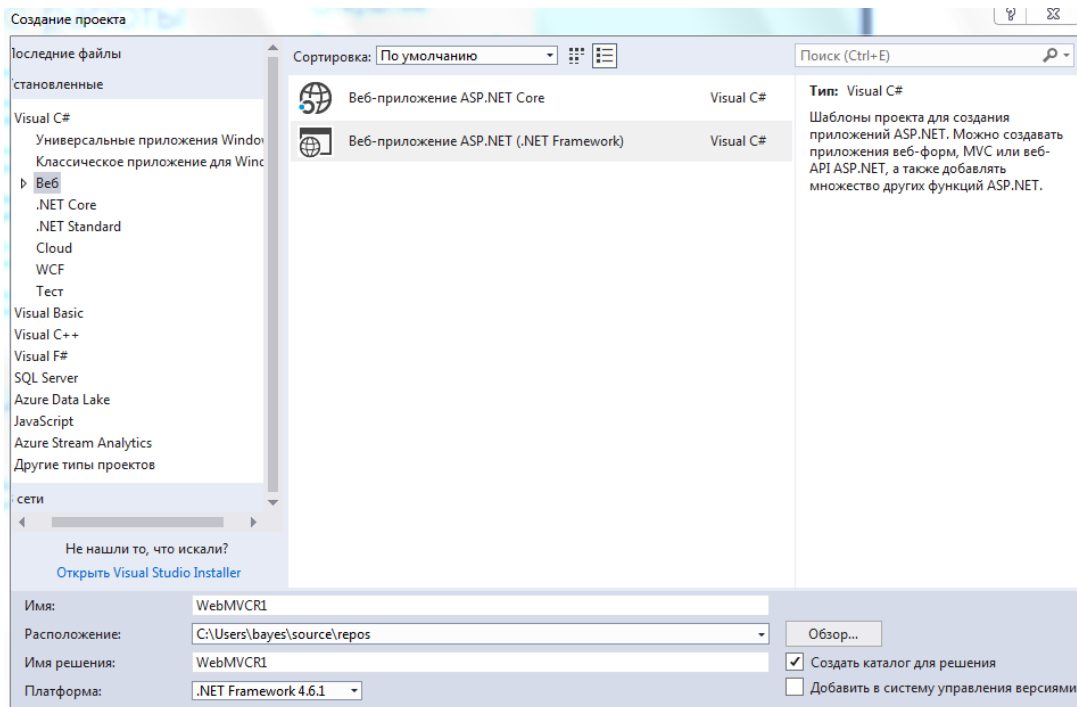 Создание проекта
Последние файлы
Установленные
Visual C#
Универсальные приложения Windov
Классическое приложение для Winc
Веб
.NET Core
.NET Standard
Cloud
WCF
Тест
Visual Basic
Visual C++
Visual F#
SQL Server
Azure Data Lake
JavaScript
Azure Stream Analytics
Другие типы проектов
сети
Не нашли то, что искали?
Открыть Visual Studio Installer
Сортировка: По умолчанию
Веб-приложение ASP.NET Core Visual C#
Веб-приложение ASP.NET (.NET Framework) Visual C#
Поиск (Ctrl+E)
Тип: Visual C#
Шаблоны проекта для создания
приложений ASP.NET. Можно создавать
приложения веб-форм, MVC или веб-
API ASP.NET, а также добавлять
множество других функций ASP.NET.
Имя: WebMVCR1
Расположение: C:\Users\bayes\source\repos
Обзор...
Имя решения: WebMVCR1
Создать каталог для решения
Платформа: .NET Framework 4.6.1
Добавить в систему управления версиями